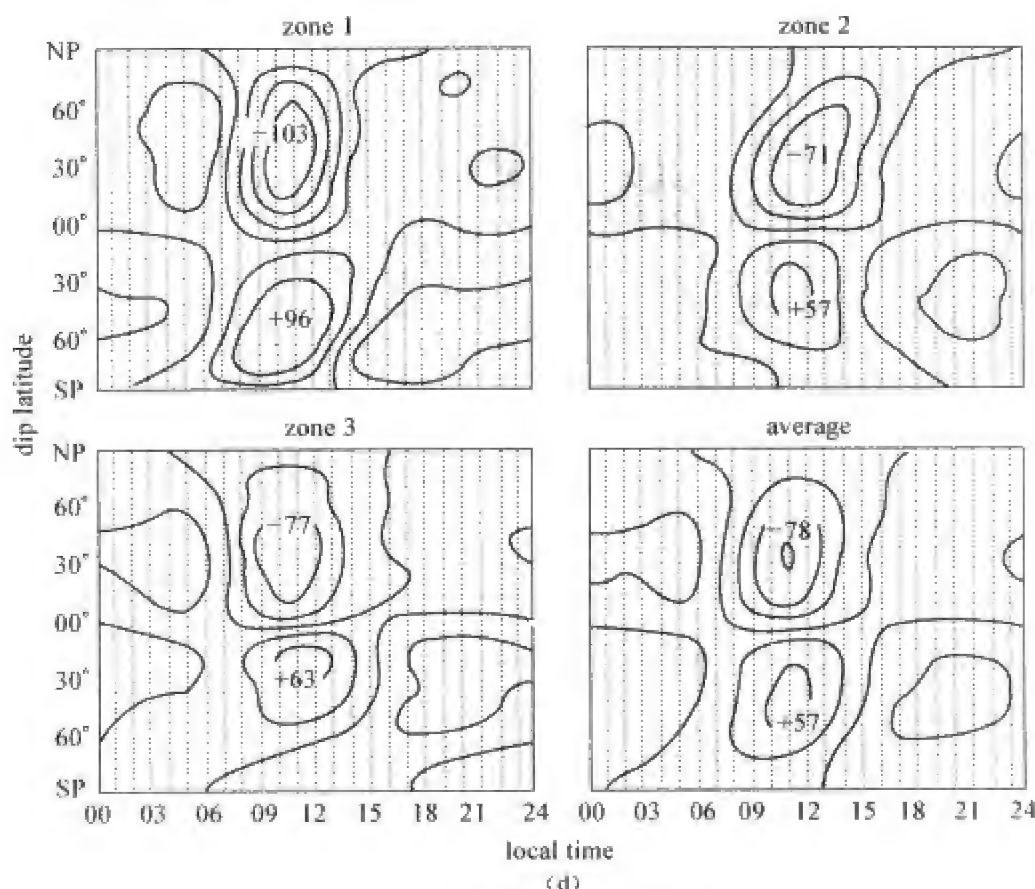 zone 1
zone 2
NP
60°
30°
00°
30°
60°
SP
−103
+96
−71
+57
dip latitude
zone 3
average
NP
60°
30°
00°
30°
60°
SP
−77
+63
−78
+57
00 03 06 09 12 15 18 21 24
00 03 06 09 12 15 18 21 24
local time
(d)